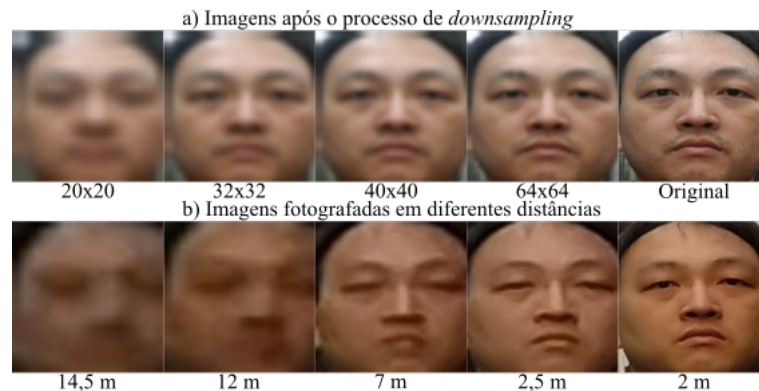 a) Imagens após o processo de downsampling
20x20 32x32 40x40 64x64 Original
b) Imagens fotografadas em diferentes distâncias
14,5 m 12 m 7 m 2,5 m 2 m